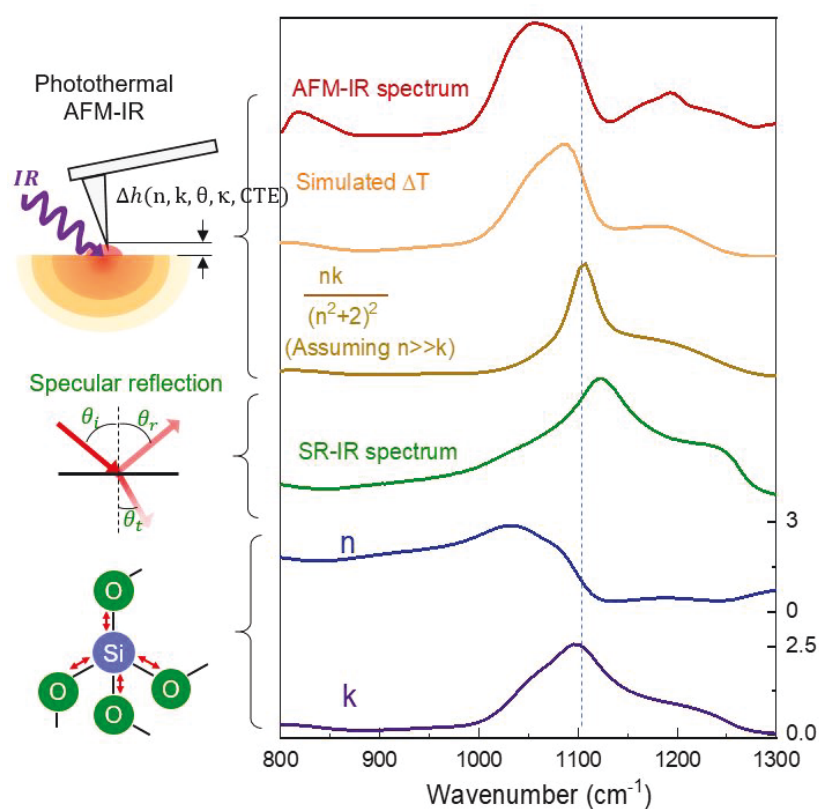 Photothermal
AFM-IR
IR
Δh(n, k, θ, κ, CTE)
Specular reflection
θi
θr
θt
O
Si
O
O
O
AFM-IR spectrum
Simulated ΔT
nk
(n²+2)²
(Assuming n>>k)
SR-IR spectrum
n
k
3
0
2.5
0.0
800 900 1000 1100 1200 1300
Wavenumber (cm⁻¹)